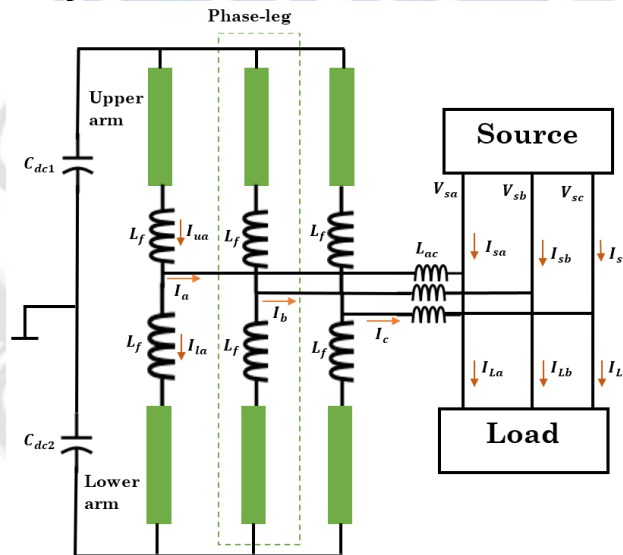 Phase-leg
Upper
arm
Source
C_dc1
V_sa
V_sb
V_sc
L_f
I_ua
L_f
L_f
L_ac
I_sa
I_sb
I_s
I_a
I_b
I_c
L_f
I_la
L_f
L_f
I_La
I_Lb
I_L
C_dc2
Load
Lower
arm